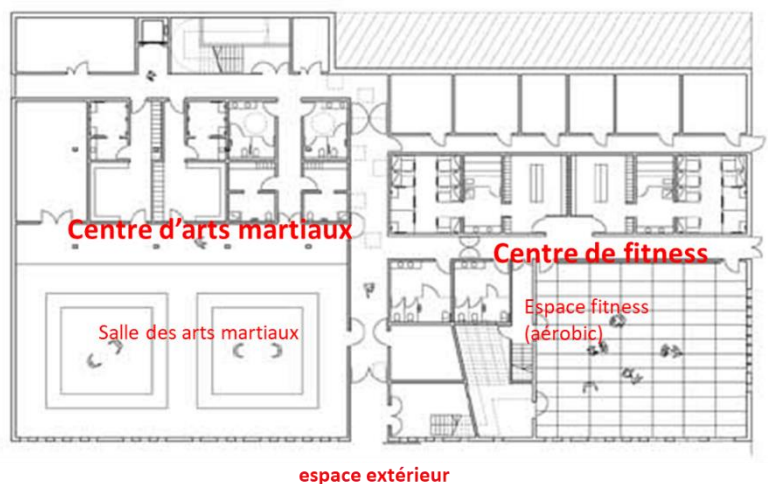 Centre d'arts martiaux
Centre de fitness
Espace fitness
(aérobic)
Salle des arts martiaux
espace extérieur